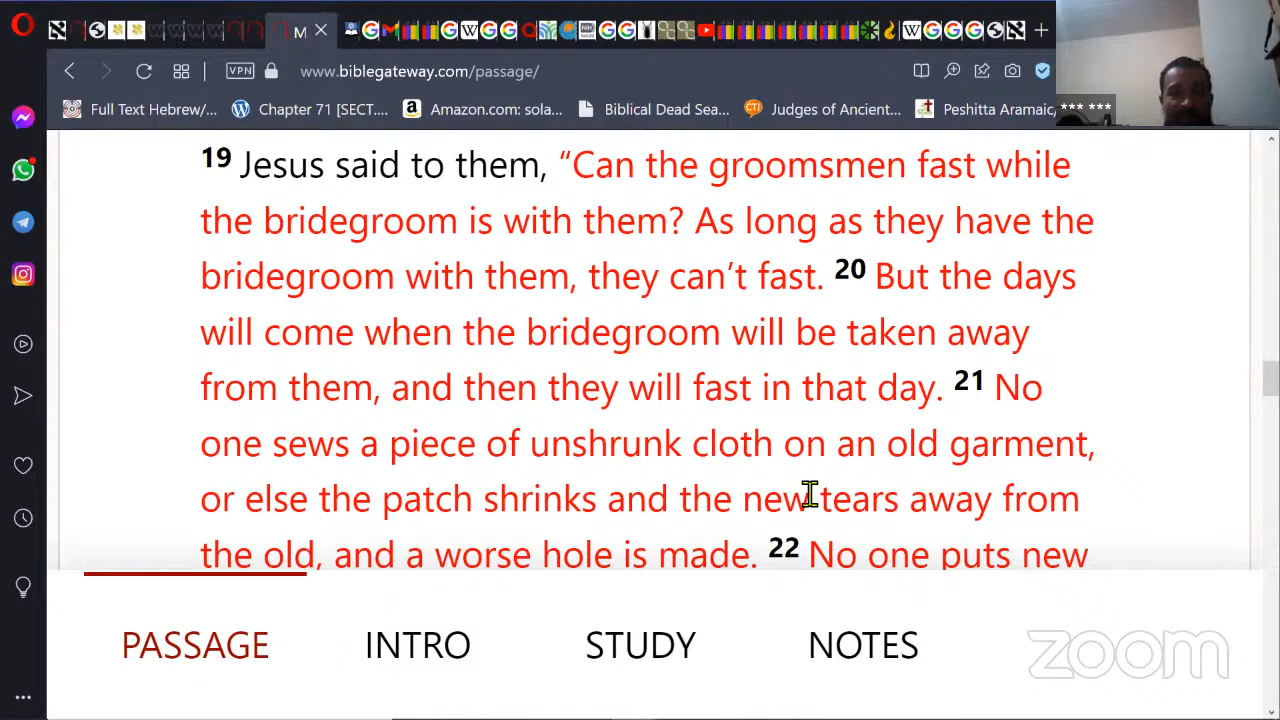 M
www.biblegateway.com/passage/
VPN
Full Text Hebrew/... Chapter 71 [SECT.... Amazon.com: sola... Biblical Dead Sea... Judges of Ancient... Peshitta Aramaic, *** ***
19 Jesus said to them, “Can the groomsmen fast while
the bridegroom is with them? As long as they have the
bridegroom with them, they can’t fast. 20 But the days
will come when the bridegroom will be taken away
from them, and then they will fast in that day. 21 No
one sews a piece of unshrunk cloth on an old garment,
or else the patch shrinks and the new tears away from
the old, and a worse hole is made. 22 No one puts new
PASSAGE INTRO STUDY NOTES
zoom